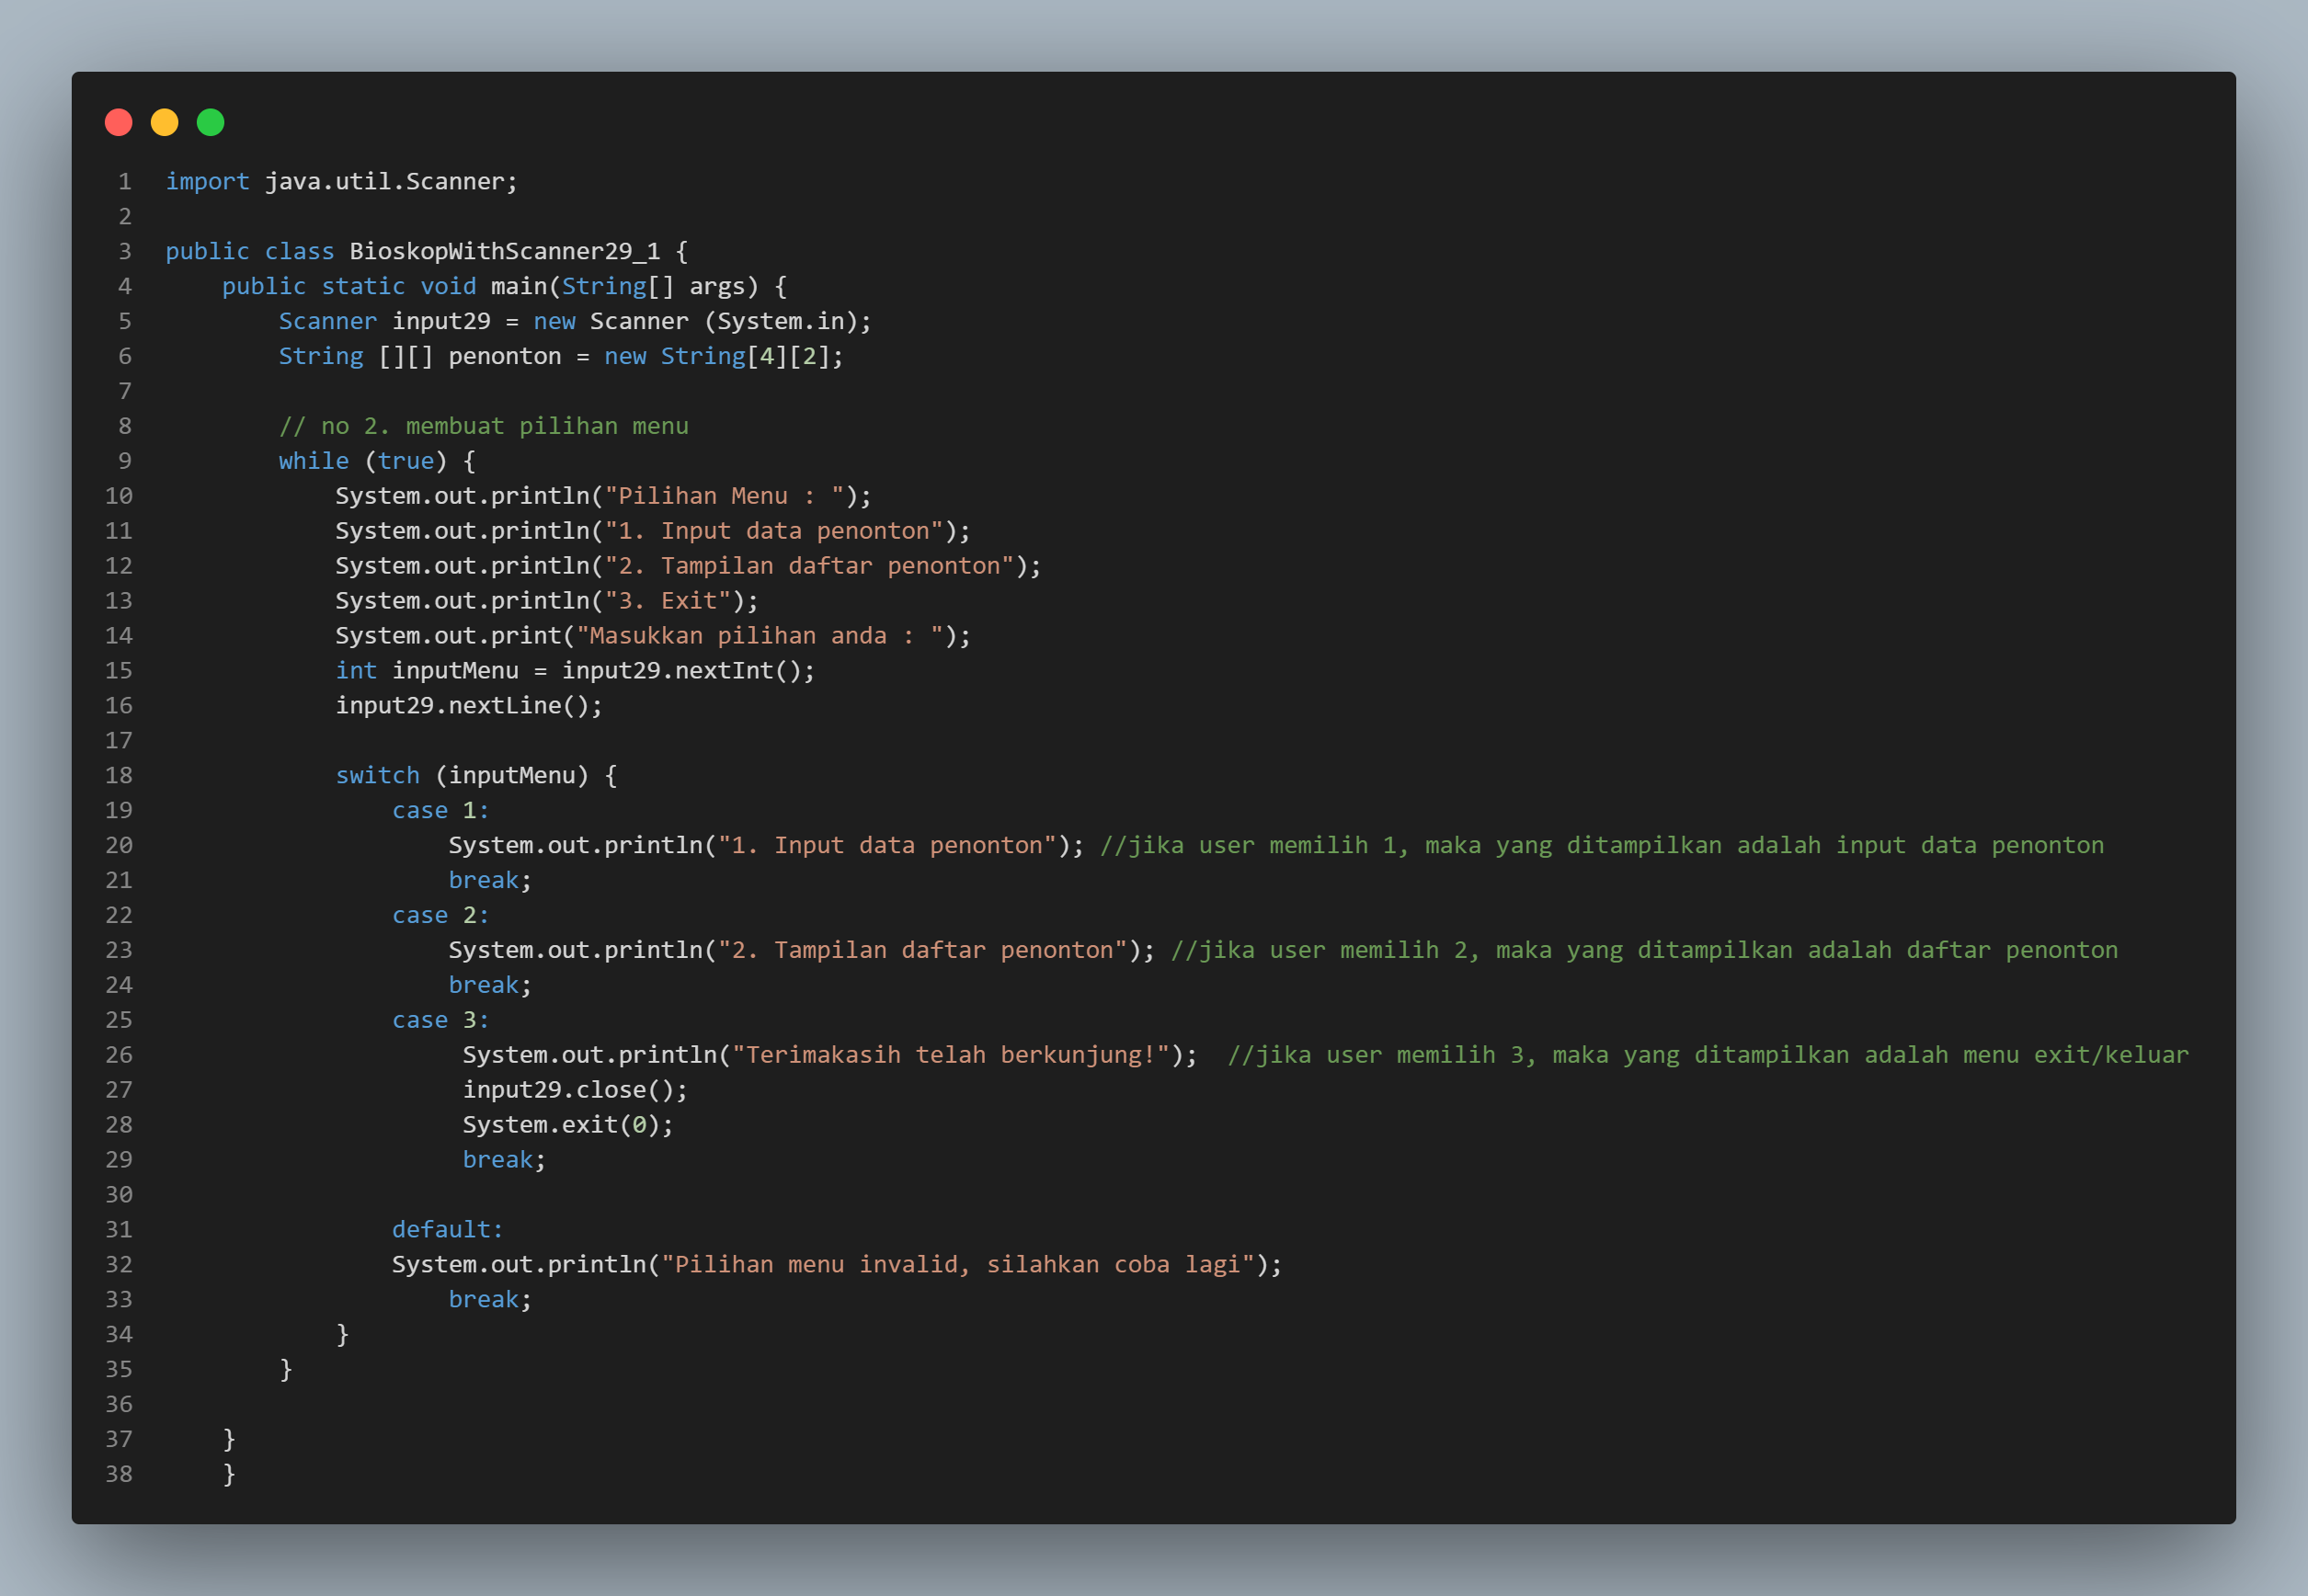 1 import java.util.Scanner;
2
3 public class BioskopWithScanner29_1 {
4     public static void main(String[] args) {
5         Scanner input29 = new Scanner (System.in);
6         String [][] penonton = new String[4][2];
7
8         // no 2. membuat pilihan menu
9         while (true) {
10             System.out.println("Pilihan Menu : ");
11             System.out.println("1. Input data penonton");
12             System.out.println("2. Tampilan daftar penonton");
13             System.out.println("3. Exit");
14             System.out.print("Masukkan pilihan anda : ");
15             int inputMenu = input29.nextInt();
16             input29.nextLine();
17
18             switch (inputMenu) {
19                 case 1:
20                     System.out.println("1. Input data penonton"); //jika user memilih 1, maka yang ditampilkan adalah input data penonton
21                     break;
22                 case 2:
23                     System.out.println("2. Tampilan daftar penonton"); //jika user memilih 2, maka yang ditampilkan adalah daftar penonton
24                     break;
25                 case 3:
26                      System.out.println("Terimakasih telah berkunjung!");  //jika user memilih 3, maka yang ditampilkan adalah menu exit/keluar
27                      input29.close();
28                      System.exit(0);
29                      break;
30
31                 default:
32                 System.out.println("Pilihan menu invalid, silahkan coba lagi");
33                     break;
34             }
35         }
36
37     }
38     }